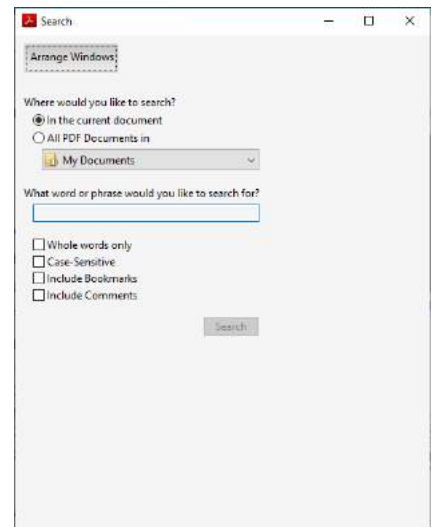 Search
Arrange Windows
Where would you like to search?
In the current document
All PDF Documents in
My Documents
What word or phrase would you like to search for?
Whole words only
Case-Sensitive
Include Bookmarks
Include Comments
Search